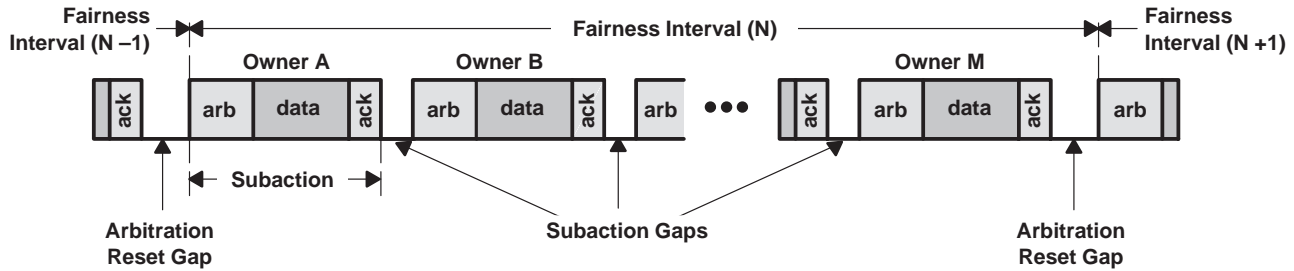 Fairness
Interval (N –1)
Fairness Interval (N)
Fairness
Interval (N +1)
Owner A
Owner B
Owner M
ack
arb
data
ack
arb
data
ack
arb
ack
arb
data
ack
arb
Subaction
Arbitration
Reset Gap
Subaction Gaps
Arbitration
Reset Gap